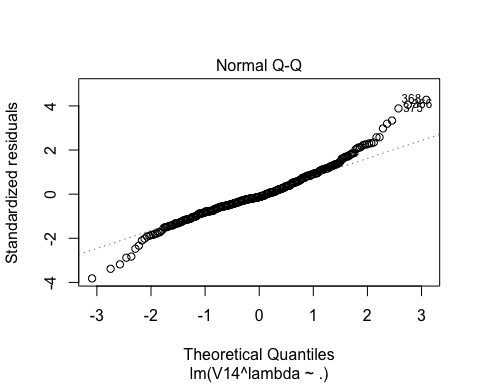 Normal Q-Q
Standardized residuals
-4 -2 0 2 4
368
-3 -2 -1 0 1 2 3
Theoretical Quantiles
lm(V14^lambda ~ .)